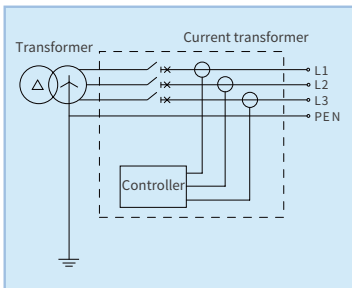 Current transformer
Transformer
L1
L2
L3
PEN
Controller